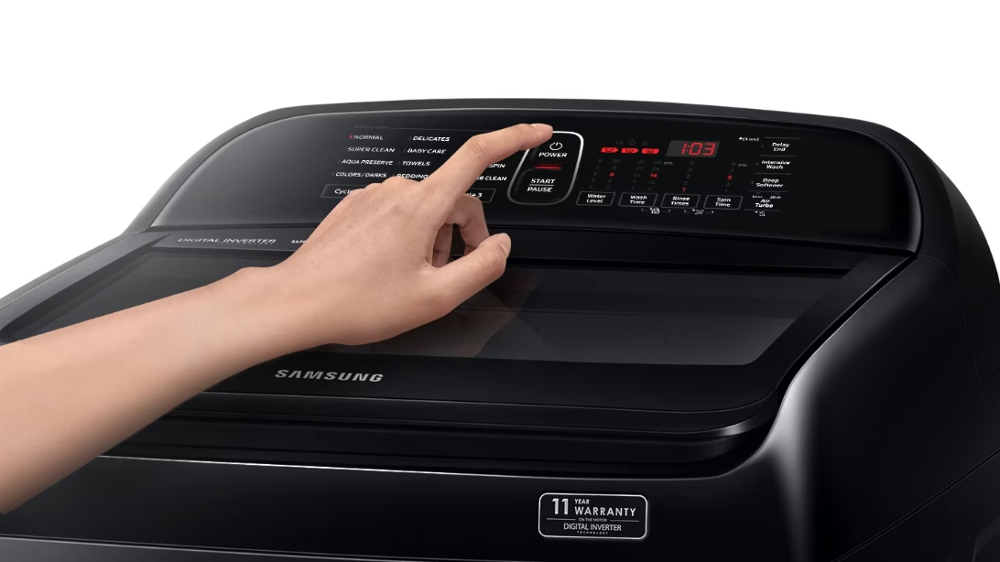 NORMAL
DELICATES
SUPER CLEAN
BABY CARE
AQUA PRESERVE
TOWELS
SPIN
COLORS/DARKS
BEDDING
CLEAN
3
POWER
START
PAUSE
1:03
Delay
End
Intensive
Wash
Deep
Softener
Air
Turbo
Water
Level
Wash
Time
Rinse
Times
Spin
Time
DIGITAL INVERTER
SAMSUNG
11 YEAR
WARRANTY
ON THE MOTOR
DIGITAL INVERTER
TECHNOLOGY